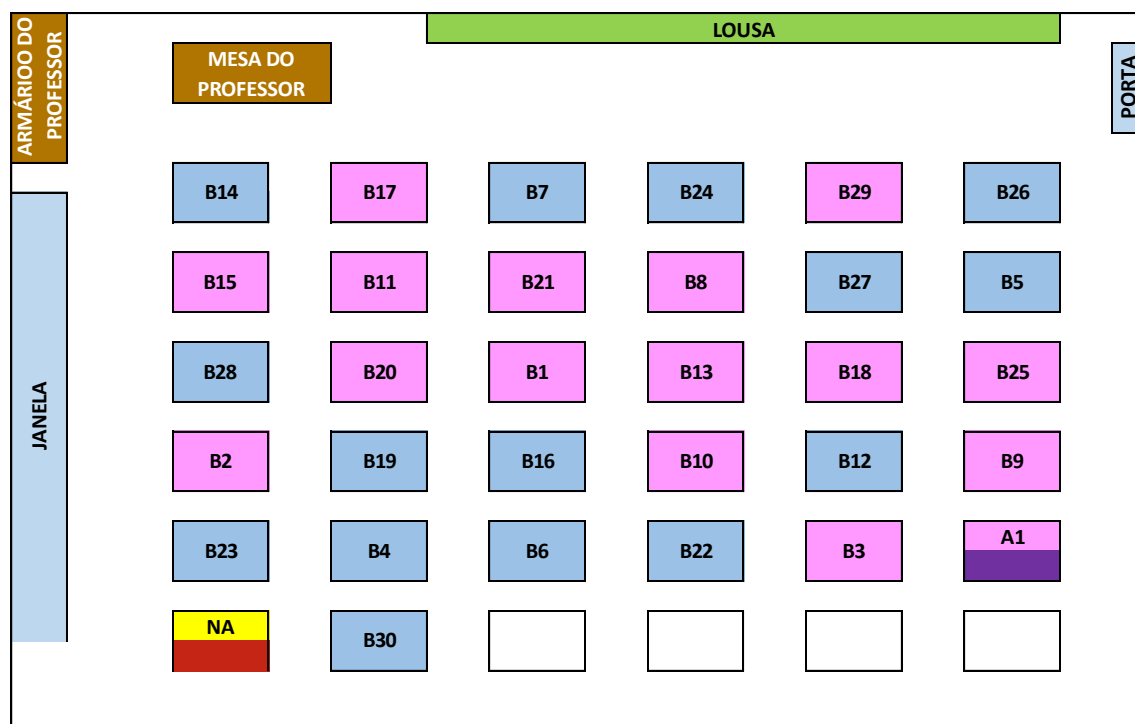 ARMÁRIOO DO
PROFESSOR
LOUSA
MESA DO
PROFESSOR
PORTA
B14 B17 B7 B24 B29 B26
B15 B11 B21 B8 B27 B5
JANELA
B28 B20 B1 B13 B18 B25
B2 B19 B16 B10 B12 B9
B23 B4 B6 B22 B3 A1
NA B30